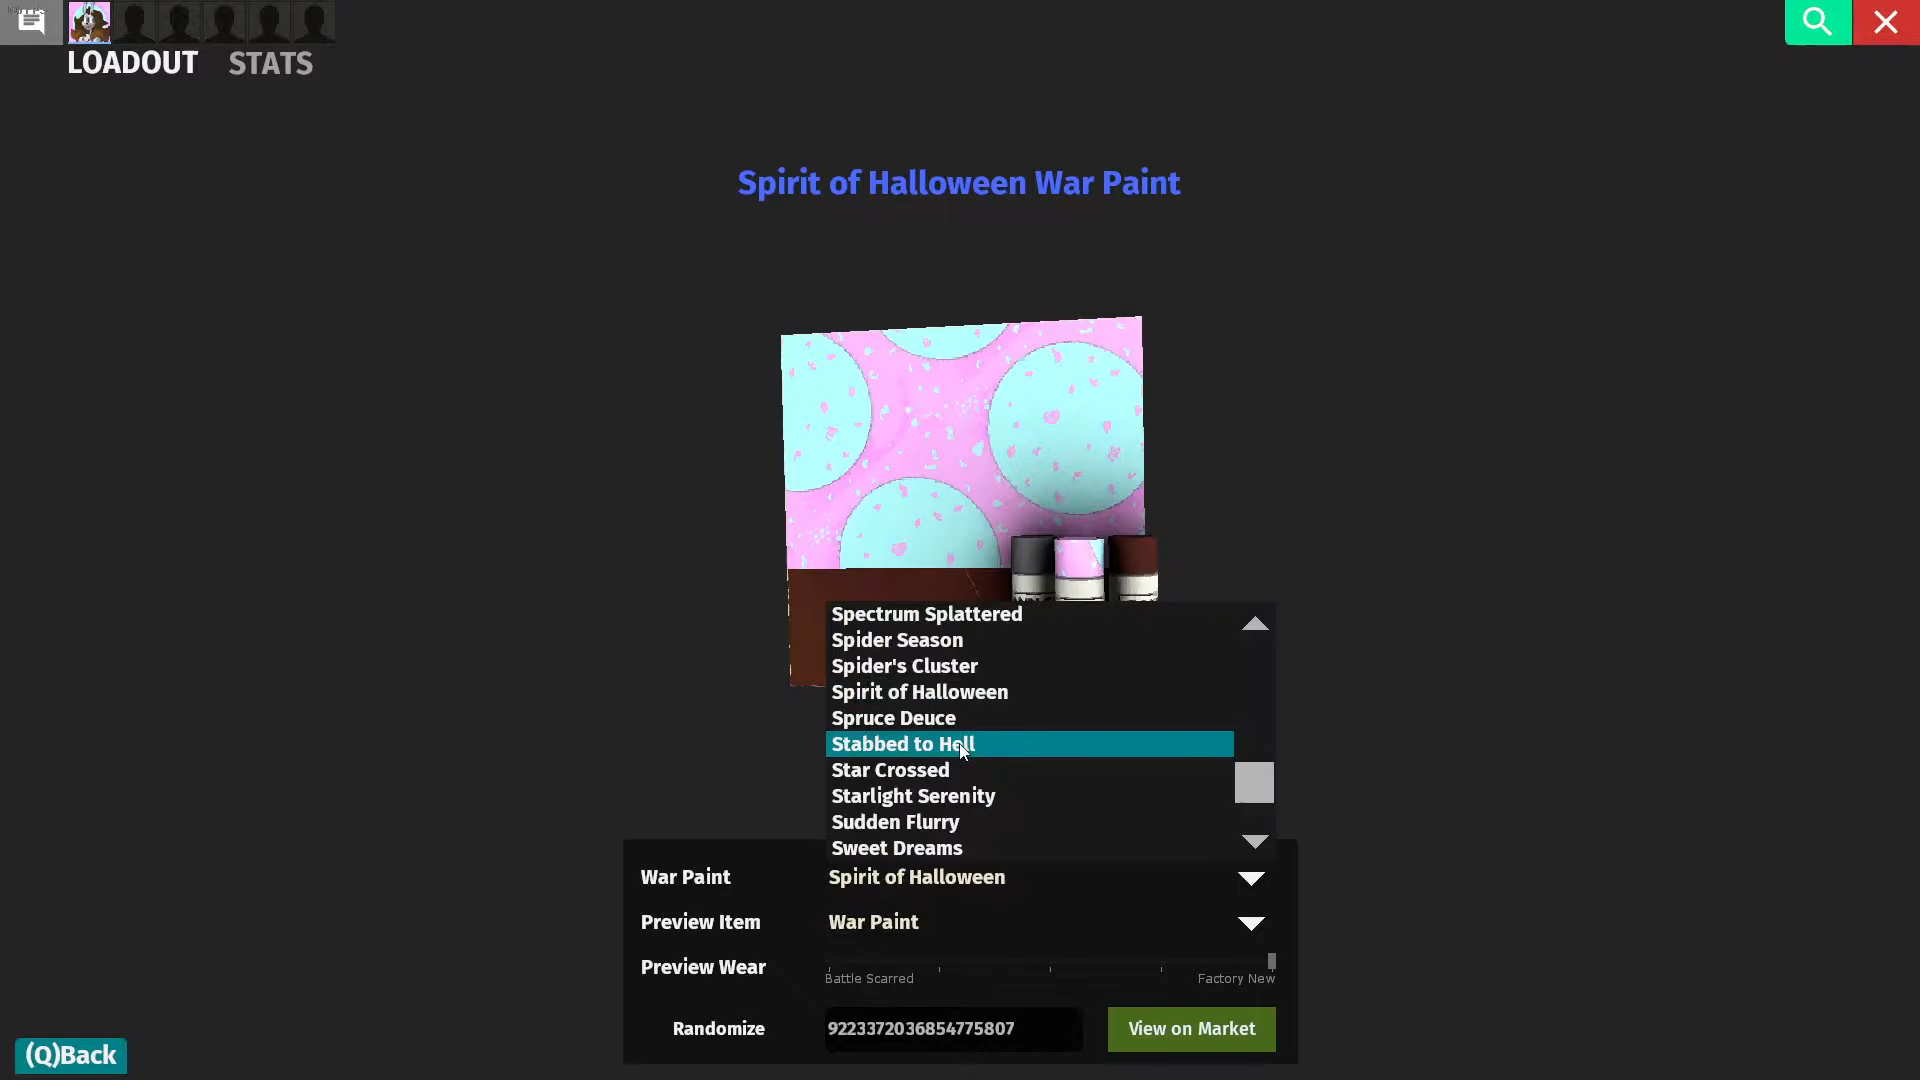 LOADOUT STATS
Spirit of Halloween War Paint
Spectrum Splattered
Spider Season
Spider's Cluster
Spirit of Halloween
Spruce Deuce
Stabbed to Hell
Star Crossed
Starlight Serenity
Sudden Flurry
Sweet Dreams
War Paint Spirit of Halloween
Preview Item War Paint
Preview Wear
Battle Scarred Factory New
Randomize 9223372036854775807 View on Market
(Q)Back